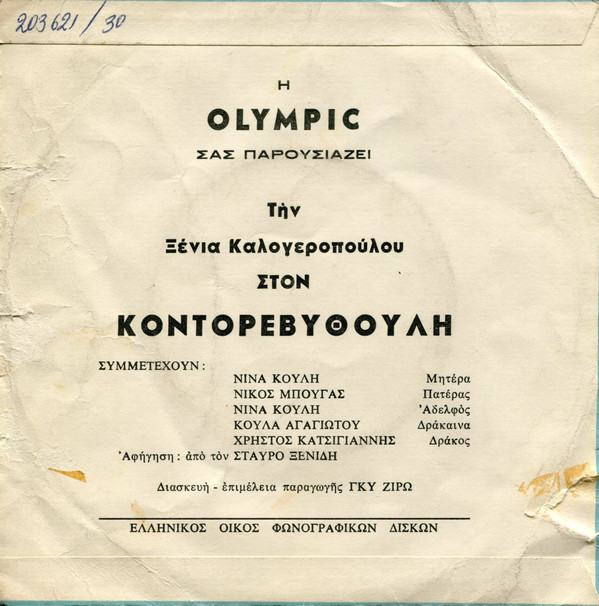 203621/30
Η
OLYMPIC
ΣΑΣ ΠΑΡΟΥΣΙΑΖΕΙ
Τὴν
Ξένια Καλογεροπούλου
ΣΤΟΝ
ΚΟΝΤΟΡΕΒΥΘΟΥΛΗ
ΣΥΜΜΕΤΕΧΟΥΝ :
ΝΙΝΑ ΚΟΥΛΗ Μητέρα
ΝΙΚΟΣ ΜΠΟΥΓΑΣ Πατέρας
ΝΙΝΑ ΚΟΥΛΗ Ἀδελφὸς
ΚΟΥΛΑ ΑΓΑΓΙΩΤΟΥ Δράκαινα
ΧΡΗΣΤΟΣ ΚΑΤΣΙΓΙΑΝΝΗΣ Δράκος
Ἀφήγηση : ἀπὸ τὸν ΣΤΑΥΡΟ ΞΕΝΙΔΗ
Διασκευὴ - ἐπιμέλεια παραγωγῆς ΓΚΥ ΖΙΡΩ
ΕΛΛΗΝΙΚΟΣ ΟΙΚΟΣ ΦΩΝΟΓΡΑΦΙΚΩΝ ΔΙΣΚΩΝ